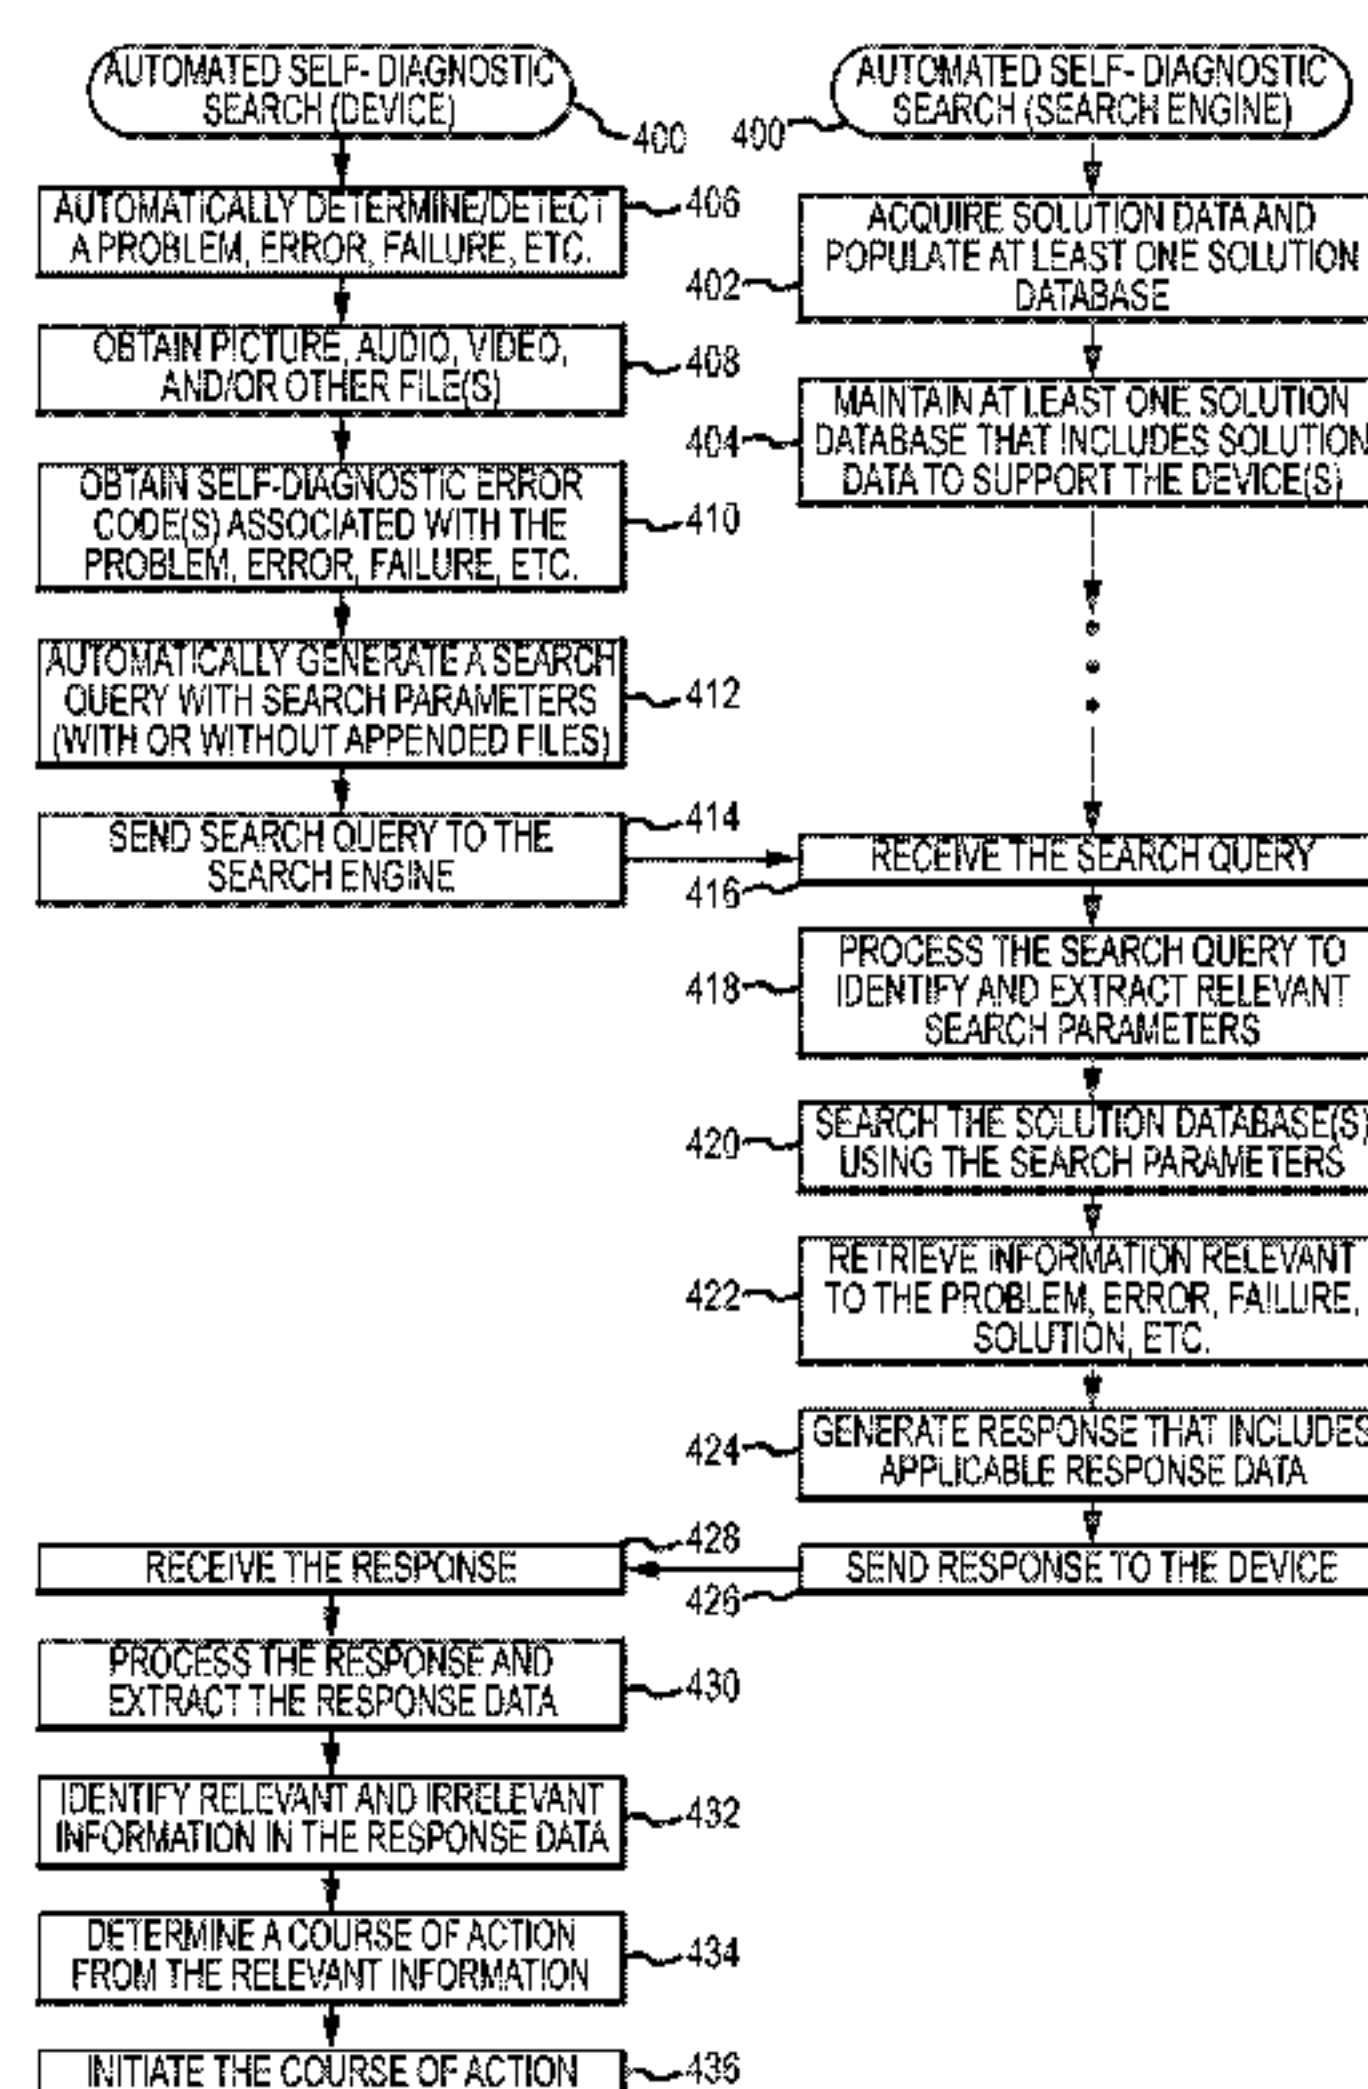 AUTOMATED SELF- DIAGNOSTIC
SEARCH (DEVICE)
400
AUTOMATICALLY DETERMINE/DETECT
A PROBLEM, ERROR, FAILURE, ETC.
406
OBTAIN PICTURE, AUDIO, VIDEO,
AND/OR OTHER FILE(S)
408
OBTAIN SELF-DIAGNOSTIC ERROR
CODE(S) ASSOCIATED WITH THE
PROBLEM, ERROR, FAILURE, ETC.
410
AUTOMATICALLY GENERATE A SEARCH
QUERY WITH SEARCH PARAMETERS
(WITH OR WITHOUT APPENDED FILES)
412
SEND SEARCH QUERY TO THE
SEARCH ENGINE
414
AUTOMATED SELF- DIAGNOSTIC
SEARCH (SEARCH ENGINE)
400
ACQUIRE SOLUTION DATA AND
POPULATE AT LEAST ONE SOLUTION
DATABASE
402
MAINTAIN AT LEAST ONE SOLUTION
DATABASE THAT INCLUDES SOLUTION
DATA TO SUPPORT THE DEVICE(S)
404
RECEIVE THE SEARCH QUERY
416
PROCESS THE SEARCH QUERY TO
IDENTIFY AND EXTRACT RELEVANT
SEARCH PARAMETERS
418
SEARCH THE SOLUTION DATABASE(S)
USING THE SEARCH PARAMETERS
420
RETRIEVE INFORMATION RELEVANT
TO THE PROBLEM, ERROR, FAILURE,
SOLUTION, ETC.
422
GENERATE RESPONSE THAT INCLUDES
APPLICABLE RESPONSE DATA
424
SEND RESPONSE TO THE DEVICE
426
RECEIVE THE RESPONSE
428
PROCESS THE RESPONSE AND
EXTRACT THE RESPONSE DATA
430
IDENTIFY RELEVANT AND IRRELEVANT
INFORMATION IN THE RESPONSE DATA
432
DETERMINE A COURSE OF ACTION
FROM THE RELEVANT INFORMATION
434
INITIATE THE COURSE OF ACTION
436